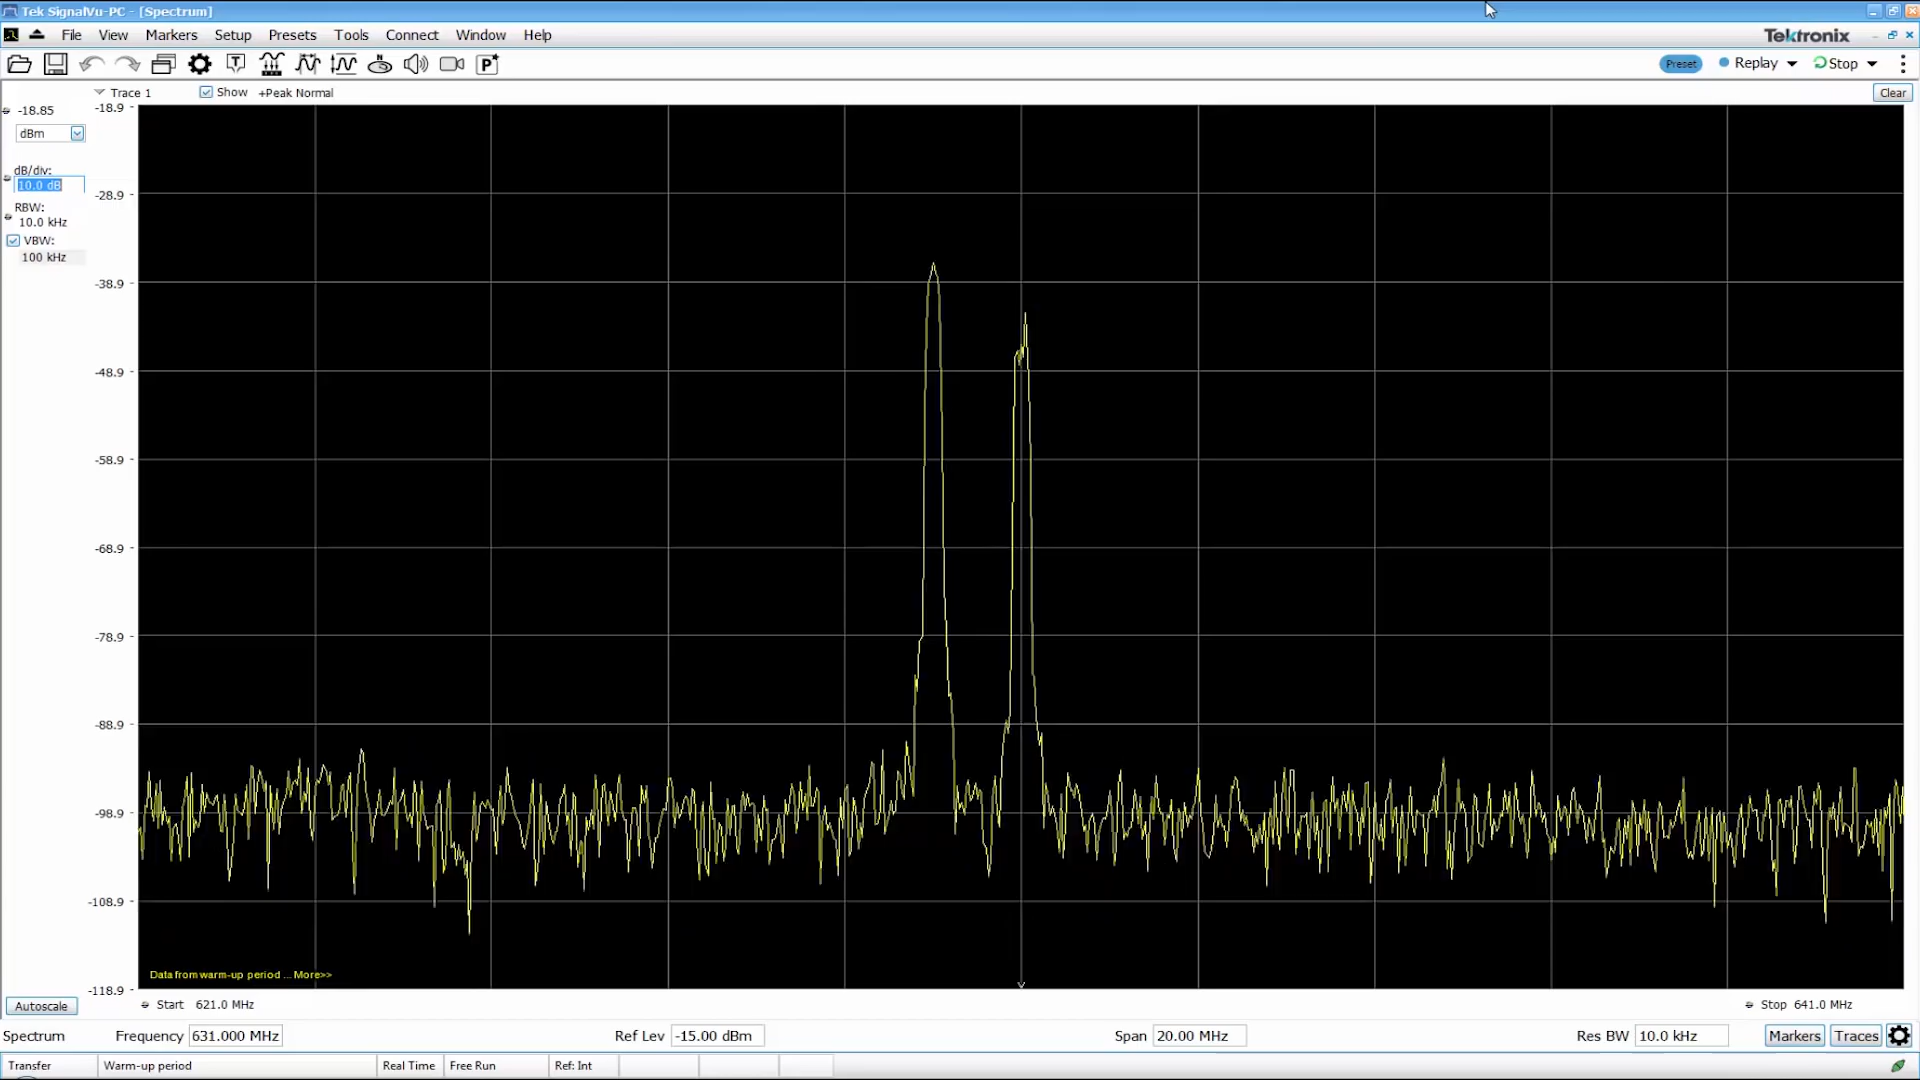 Tek SignalVu-PC - [Spectrum]
File View Markers Setup Presets Tools Connect Window Help
Tektronix
Preset Replay Stop
Trace 1 Show +Peak Normal Clear
-18.85
dBm
dB/div:
10.0 dB
RBW:
10.0 kHz
VBW:
100 kHz
-18.9
-28.9
-38.9
-48.9
-58.9
-68.9
-78.9
-88.9
-98.9
-108.9
-118.9
Data from warm-up period ... More>>
Autoscale Start 621.0 MHz Stop 641.0 MHz
Spectrum Frequency 631.000 MHz Ref Lev -15.00 dBm Span 20.00 MHz Res BW 10.0 kHz Markers Traces
Transfer Warm-up period Real Time Free Run Ref: Int